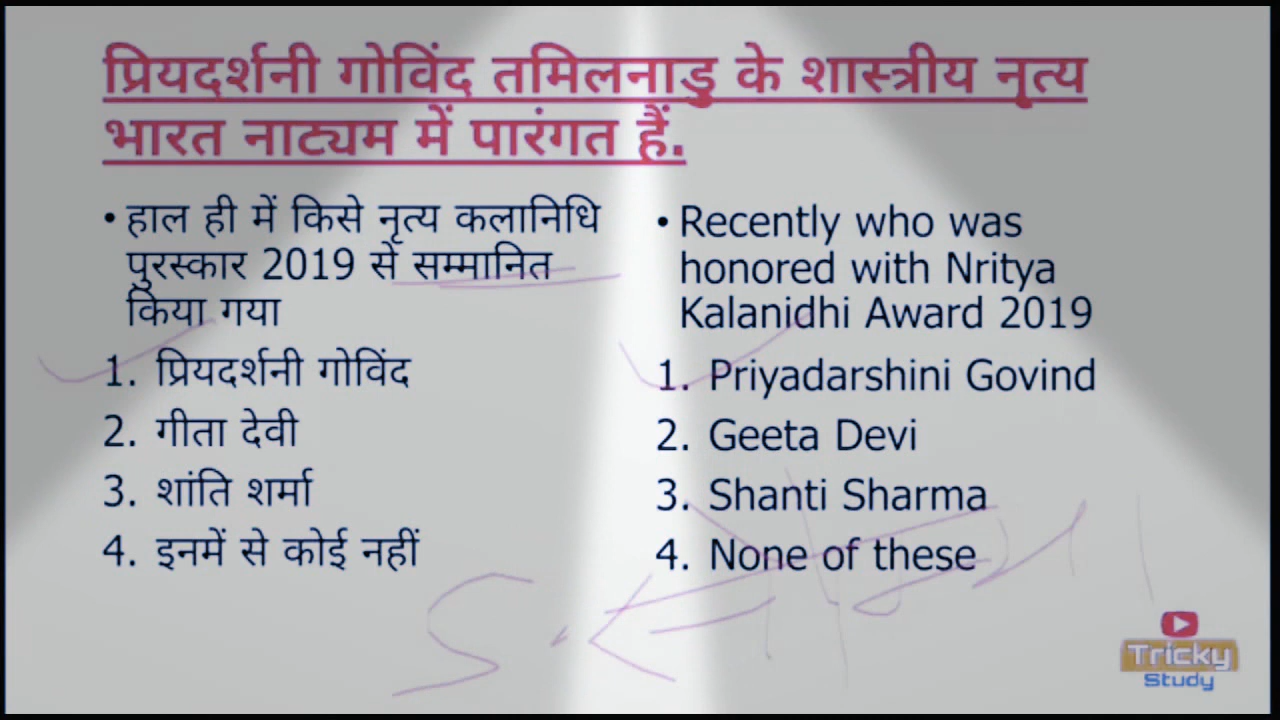 प्रियदर्शनी गोविंद तमिलनाडु के शास्त्रीय नृत्य
भारत नाट्यम में पारंगत हैं.
• हाल ही में किसे नृत्य कलानिधि
पुरस्कार 2019 से सम्मानित
किया गया
1. प्रियदर्शनी गोविंद
2. गीता देवी
3. शांति शर्मा
4. इनमें से कोई नहीं
• Recently who was
honored with Nritya
Kalanidhi Award 2019
1. Priyadarshini Govind
2. Geeta Devi
3. Shanti Sharma
4. None of these
Tricky
Study